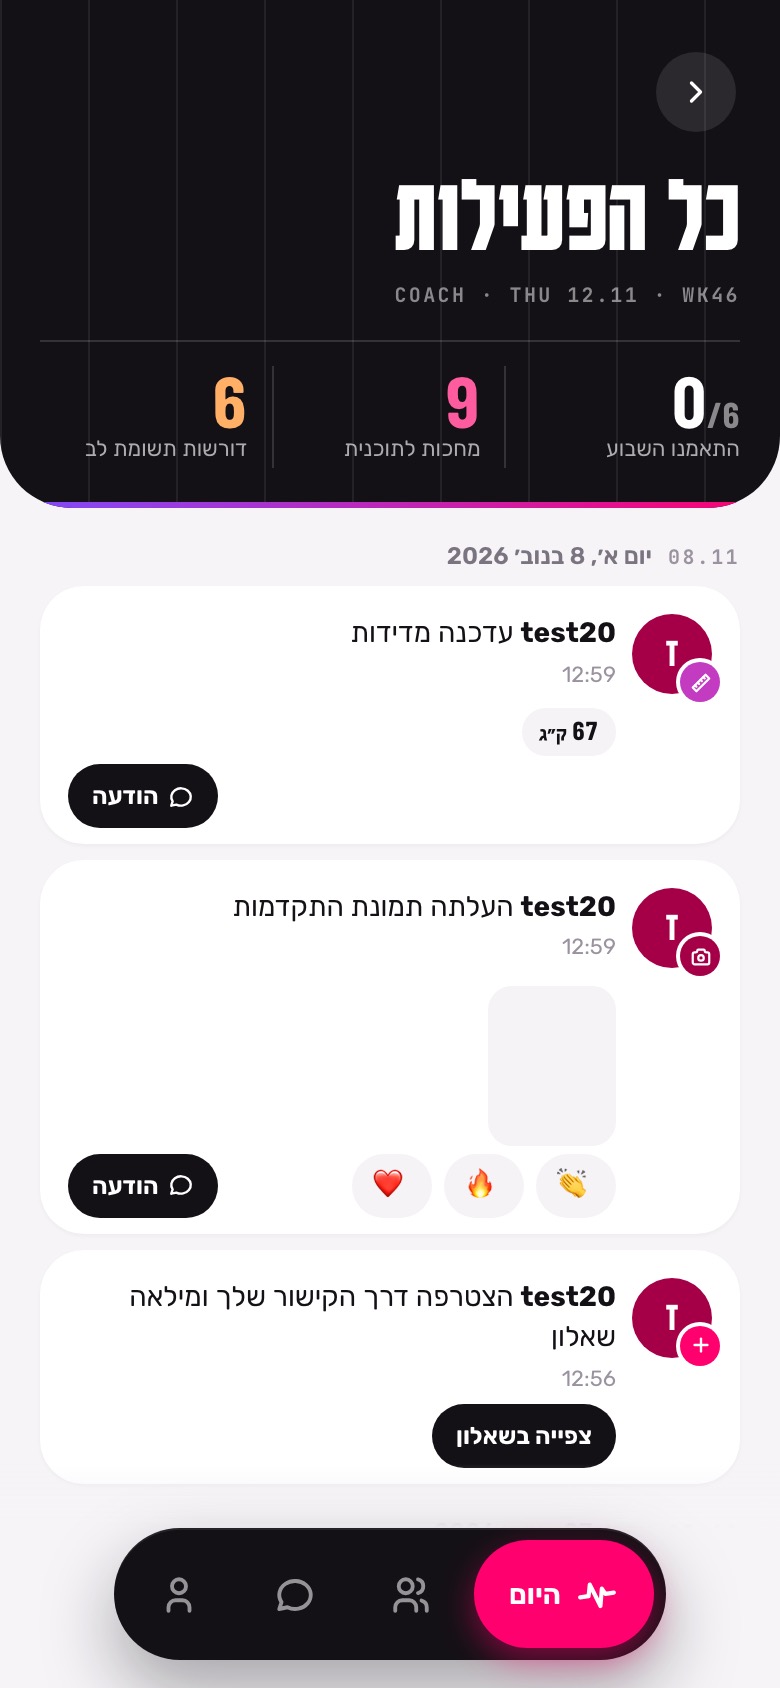 כל הפעילות
COACH · THU 12.11 · WK46
0/6
התאמנו השבוע
9
מחכות לתוכנית
6
דורשות תשומת לב
08.11 יום א׳, 8 בנוב׳ 2026
ד
test20 עדכנה מדידות
12:59
67 ק״ג
הודעה
ד
test20 העלתה תמונת התקדמות
12:59
הודעה
ד
test20 הצטרפה דרך הקישור שלך ומילאה
שאלון
12:56
צפייה בשאלון
היום